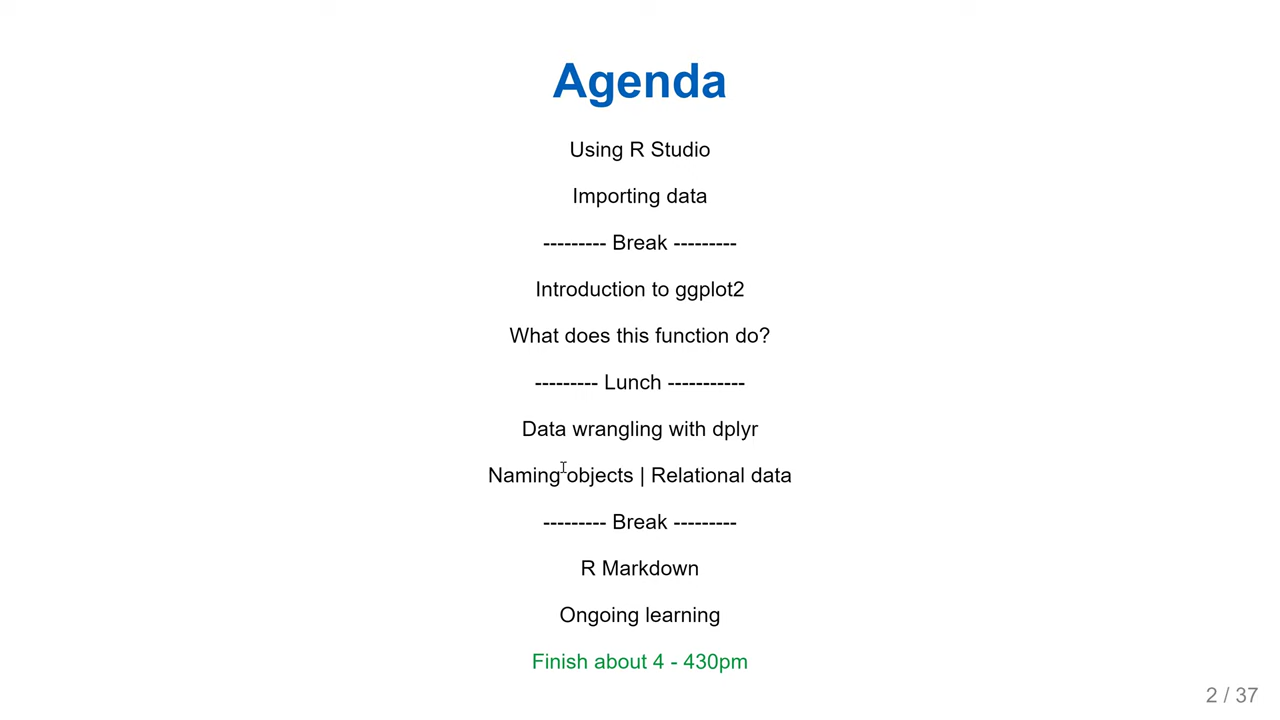 Agenda
Using R Studio
Importing data
--------- Break ---------
Introduction to ggplot2
What does this function do?
--------- Lunch -----------
Data wrangling with dplyr
Naming objects | Relational data
--------- Break ---------
R Markdown
Ongoing learning
Finish about 4 - 430pm
2 / 37